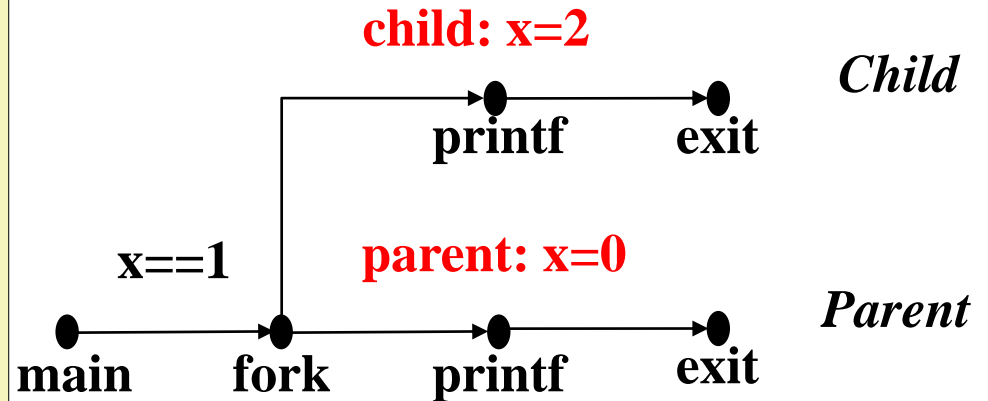 child: x=2
Child
printf exit
x==1 parent: x=0
Parent
main fork printf exit